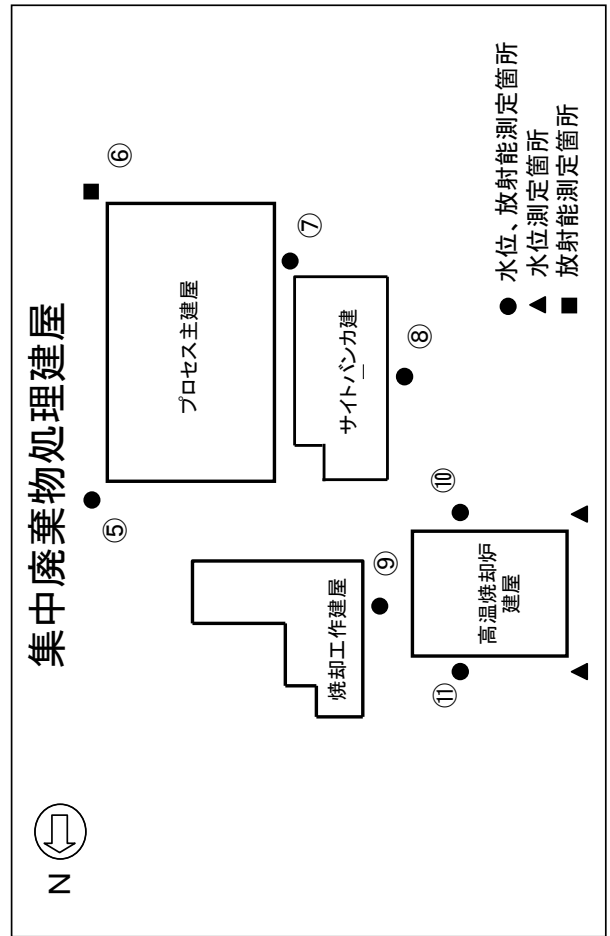 集中廃棄物処理建屋
N
⑤
⑥
プロセス主建屋
⑦
サイトバンカ建
⑧
焼却工作建屋
⑨
⑩
高温焼却炉
建屋
⑪
● 水位、放射能測定箇所
▲ 水位測定箇所
■ 放射能測定箇所